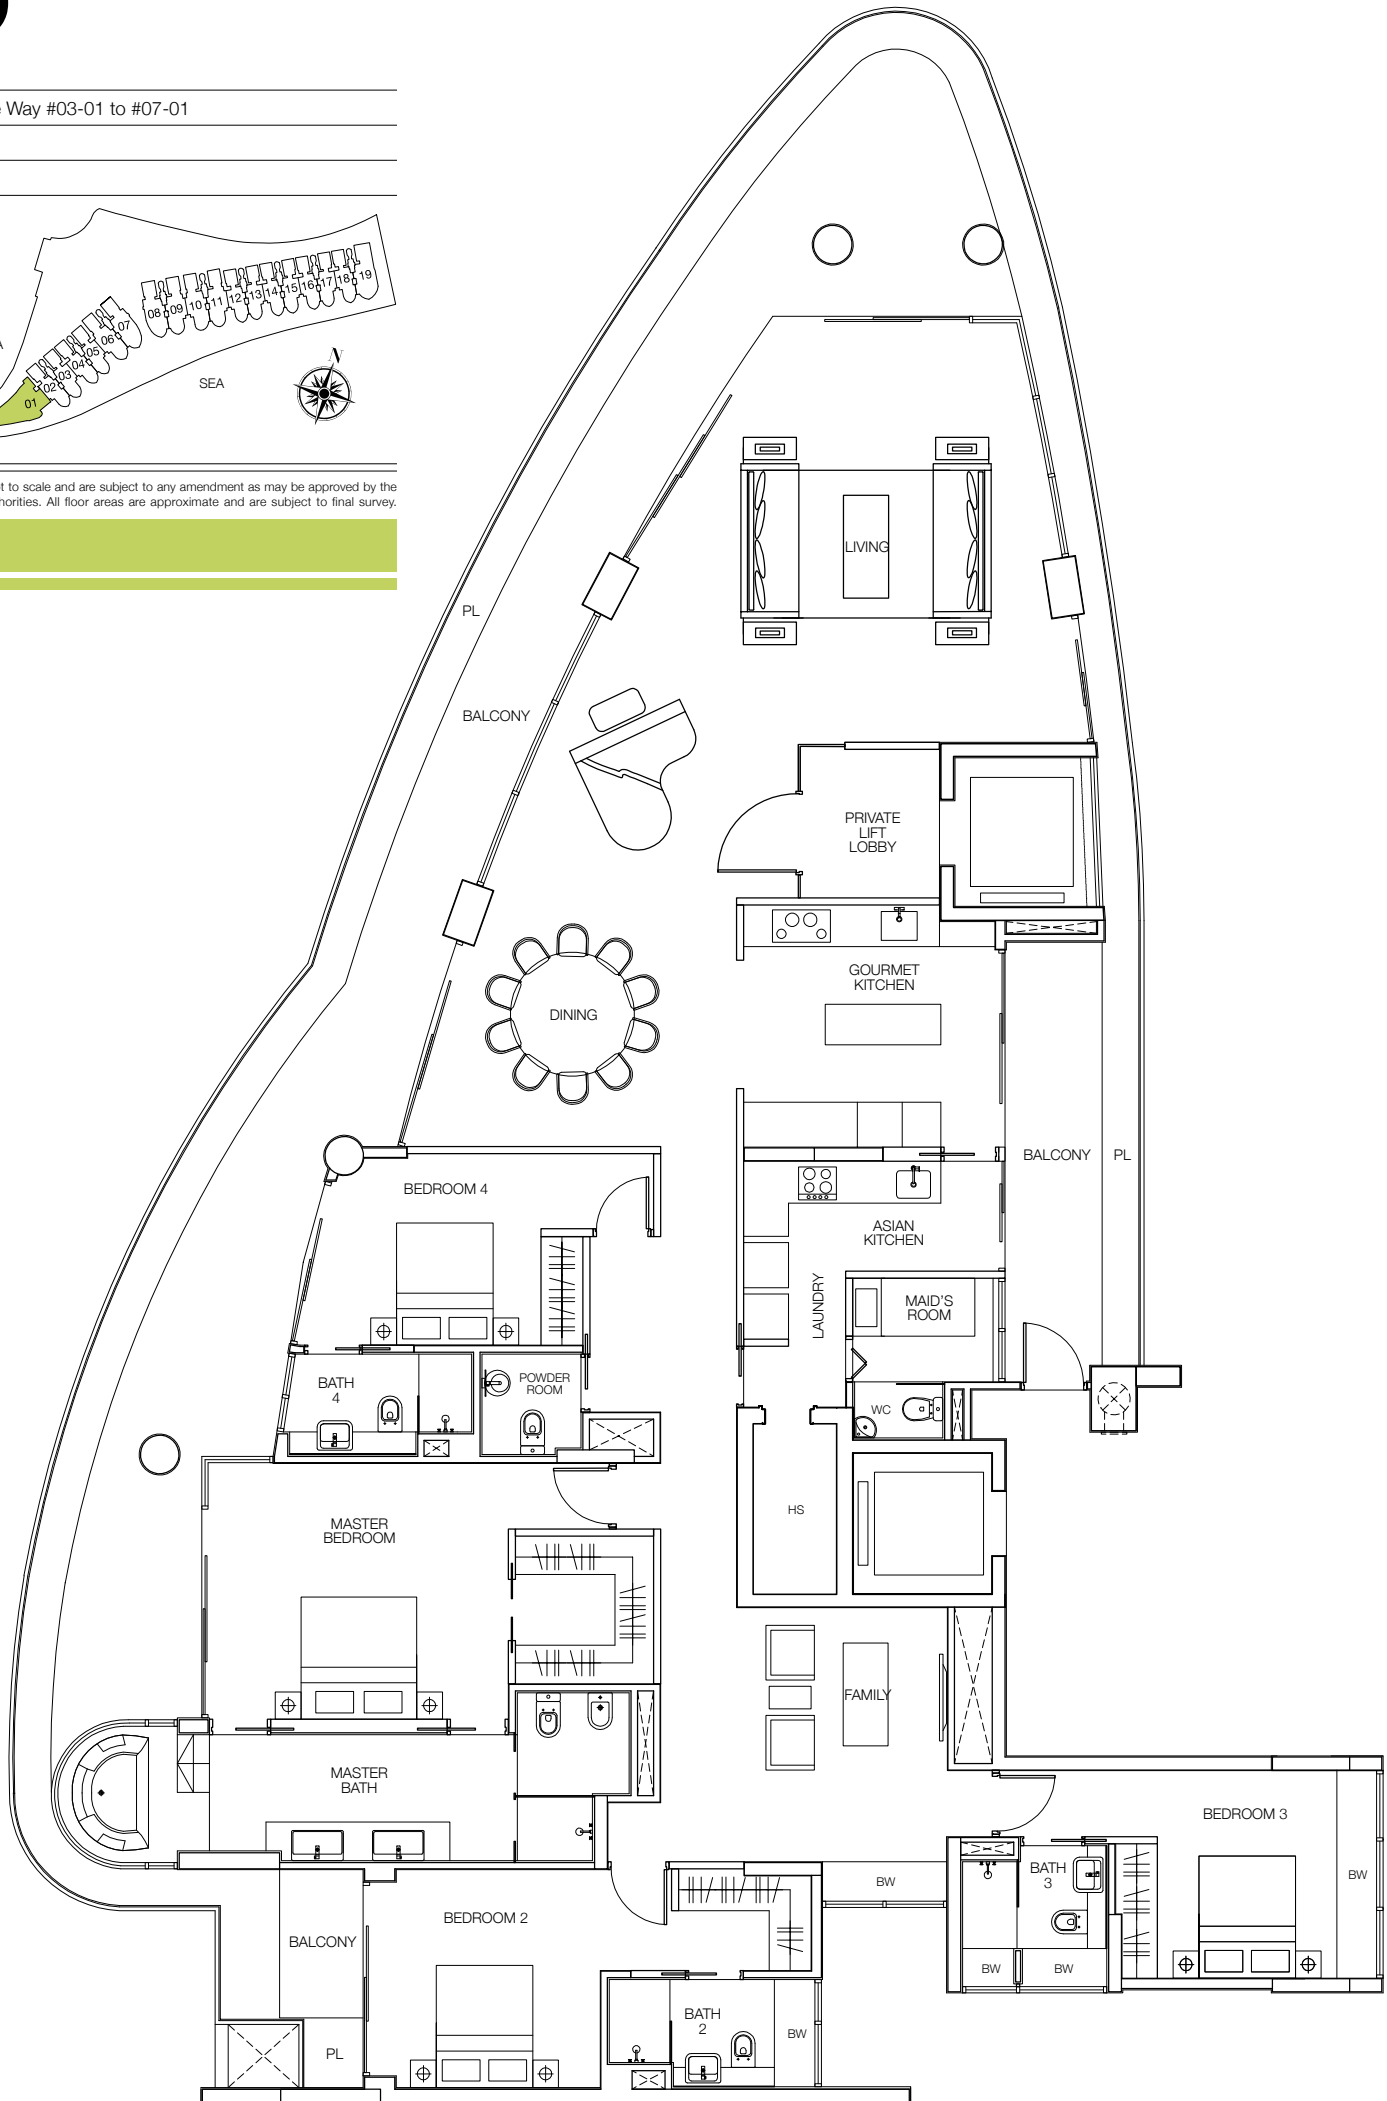 Way #03-01 to #07-01
08 09 10 11 12 13 14 15 16 17 18 19
07
06
05
04
03
02
01
N
SEA
to scale and are subject to any amendment as may be approved by the
All floor areas are approximate and are subject to final survey.
LIVING
PL
BALCONY
PRIVATE
LIFT
LOBBY
GOURMET
KITCHEN
DINING
BALCONY
PL
BEDROOM 4
ASIAN
KITCHEN
LAUNDRY
MAID'S
ROOM
BATH
4
POWDER
ROOM
WC
HS
MASTER
BEDROOM
FAMILY
MASTER
BATH
BEDROOM 3
BATH
3
BW
BW
BEDROOM 2
BALCONY
BW
BW
BATH
2
BW
PL